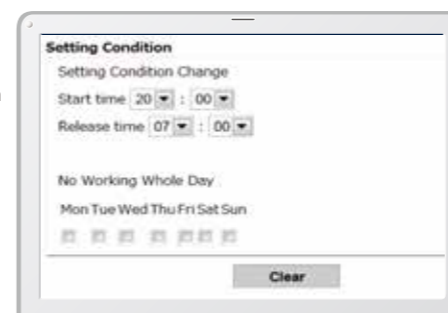 Setting Condition
Setting Condition Change
Start time 20 : 00
Release time 07 : 00
No Working Whole Day
Mon Tue Wed Thu Fri Sat Sun
Clear